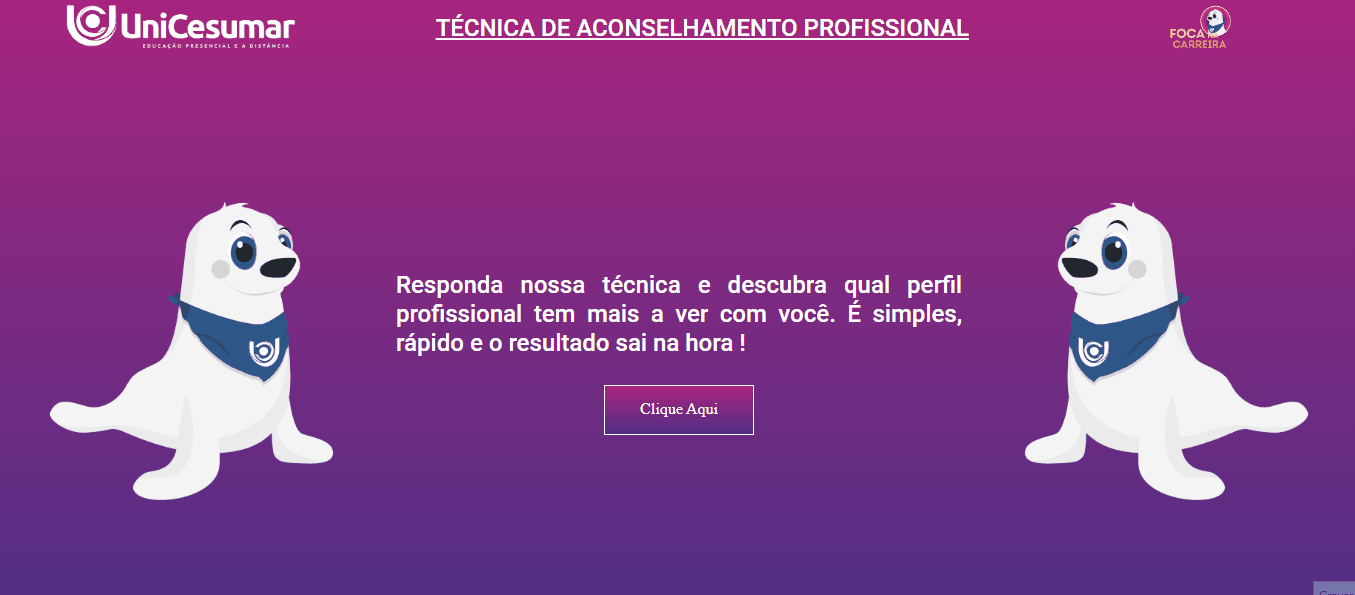 UniCesumar
EDUCAÇÃO PRESENCIAL E A DISTÂNCIA
TÉCNICA DE ACONSELHAMENTO PROFISSIONAL
FOCA NA
CARREIRA
Responda nossa técnica e descubra qual perfil
profissional tem mais a ver com você. É simples,
rápido e o resultado sai na hora !
Clique Aqui